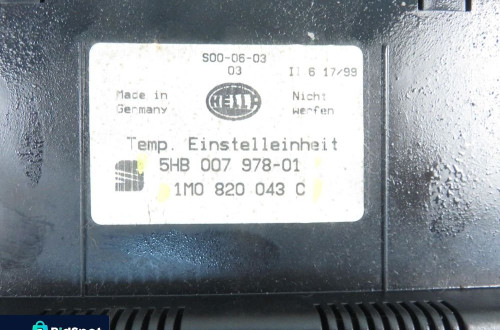 S00-06-03
03
II 6 17/99
Made in
Germany
HELLA
Nicht
werfen
Temp. Einstelleinheit
5HB 007 978-01
1M0 820 043 C
BidSpot